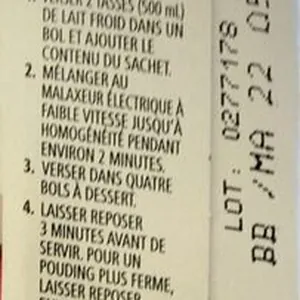 1. VERSER 2 TASSES (500 mL)
DE LAIT FROID DANS UN
BOL ET AJOUTER LE
CONTENU DU SACHET.
2. MÉLANGER AU
MALAXEUR ÉLECTRIQUE À
FAIBLE VITESSE JUSQU'À
HOMOGÉNÉITÉ PENDANT
ENVIRON 2 MINUTES.
3. VERSER DANS QUATRE
BOLS À DESSERT.
4. LAISSER REPOSER
3 MINUTES AVANT DE
SERVIR. POUR UN
POUDING PLUS FERME,
LAISSER REPOSER
LOT: 0277178
BB /MA 22